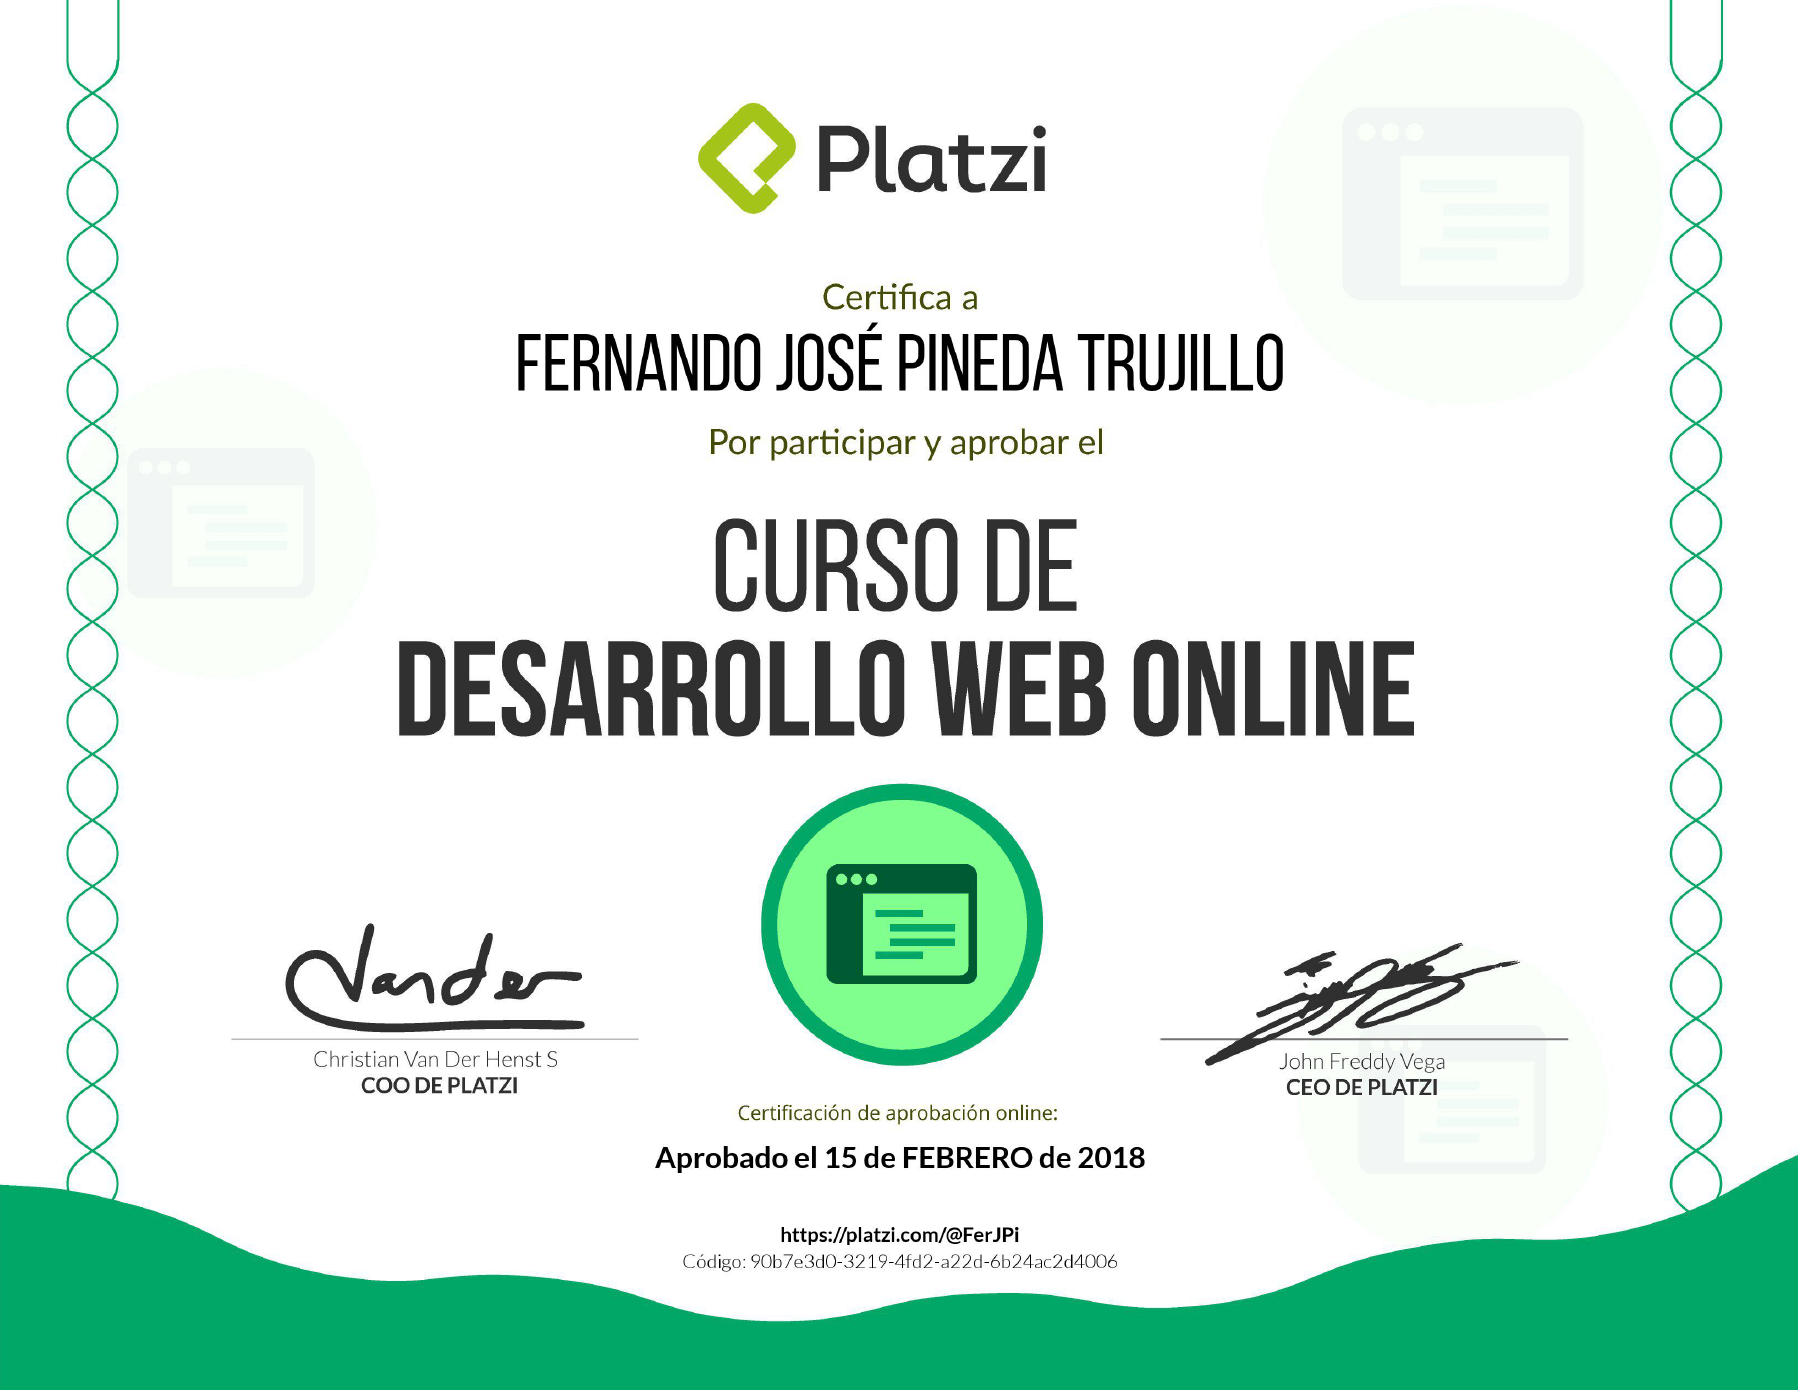 Platzi
Certifica a
FERNANDO JOSÉ PINEDA TRUJILLO
Por participar y aprobar el
CURSO DE
DESARROLLO WEB ONLINE
Vander
Christian Van Der Henst S
COO DE PLATZI
John Freddy Vega
CEO DE PLATZI
Certificación de aprobación online:
Aprobado el 15 de FEBRERO de 2018
https://platzi.com/@FerJPi
Código: 90b7e3d0-3219-4fd2-a22d-6b24ac2d4006